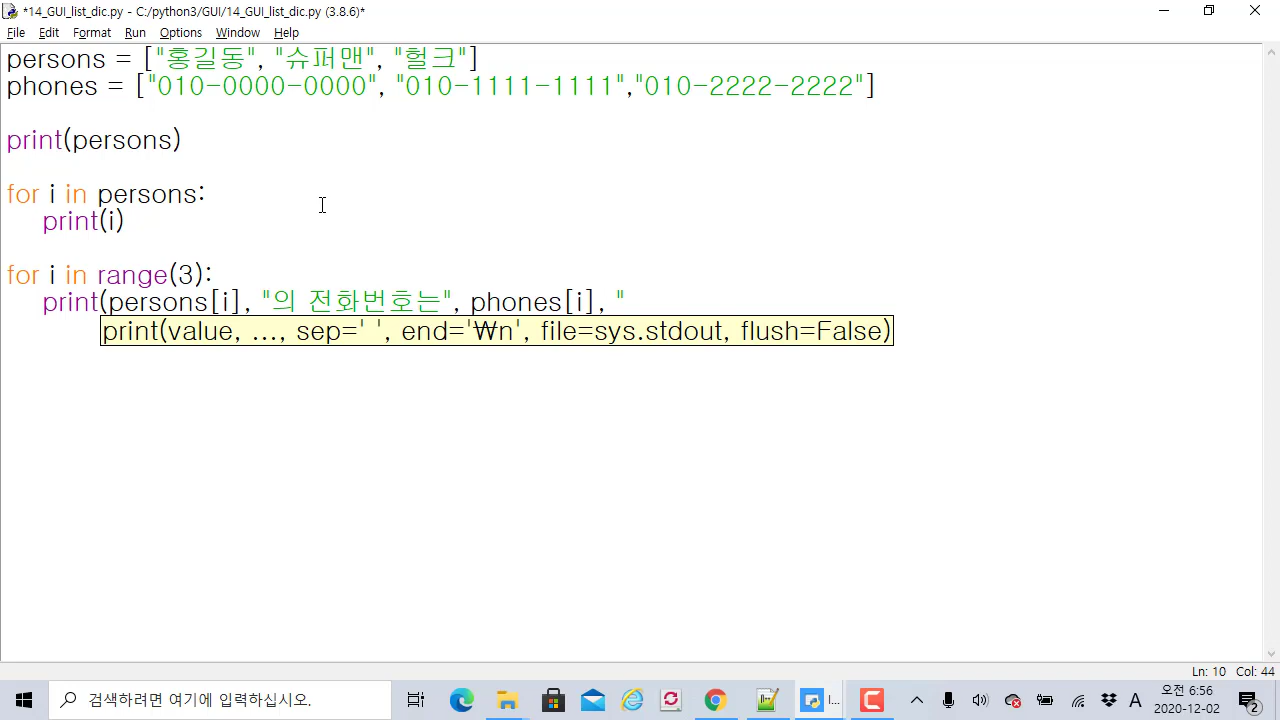 *14_GUI_list_dic.py - C:/python3/GUI/14_GUI_list_dic.py (3.8.6)*
File Edit Format Run Options Window Help
persons = ["홍길동", "슈퍼맨", "헐크"]
phones = ["010-0000-0000", "010-1111-1111","010-2222-2222"]
print(persons)
for i in persons:
print(i)
for i in range(3):
print(persons[i], "의 전화번호는", phones[i], "
print(value, ..., sep=' ', end='₩n', file=sys.stdout, flush=False)
Ln: 10 Col: 44
검색하려면 여기에 입력하십시오.
I...
A
오전 6:56
2020-12-02
2